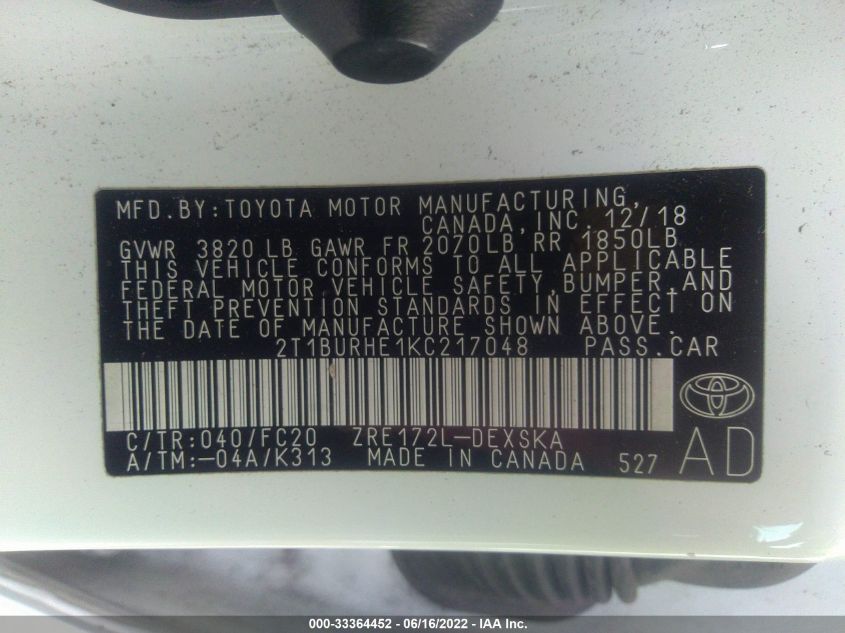 MFD.BY:TOYOTA MOTOR MANUFACTURING,
CANADA,INC. 12/18
GVWR 3820 LB GAWR FR 2070LB RR 1850LB
THIS VEHICLE CONFORMS TO ALL APPLICABLE
FEDERAL MOTOR VEHICLE SAFETY,BUMPER,AND
THEFT PREVENTION STANDARDS IN EFFECT ON
THE DATE OF MANUFACTURE SHOWN ABOVE.
2T1BURHE1KC217048 PASS.CAR
C/TR:040/FC20 ZRE172L-DEXSKA
A/TM:-04A/K313 MADE IN CANADA 527 AD
000-33364452 - 06/16/2022 - IAA Inc.